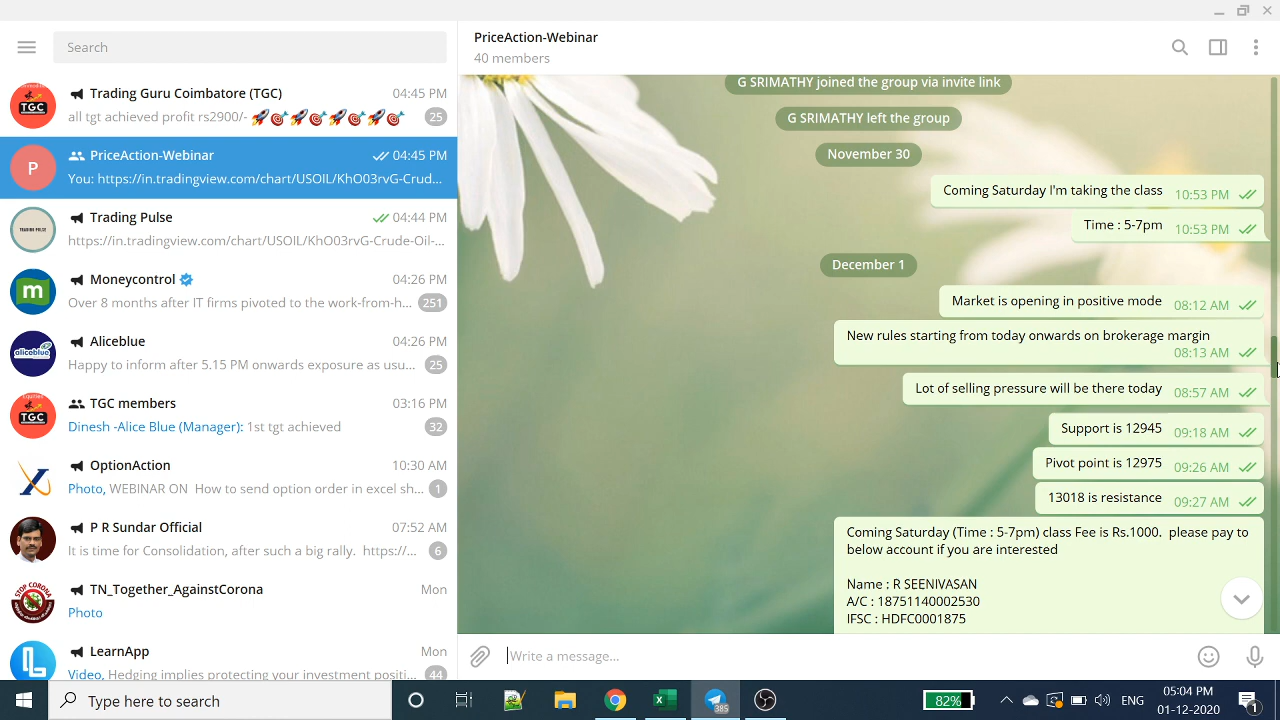 Search
Trading Guru Coimbatore (TGC) 04:45 PM
all tgt achieved profit rs2900/- 🚀🎯🚀🎯🚀🎯🚀🎯 25
PriceAction-Webinar 04:45 PM
You: https://in.tradingview.com/chart/USOIL/KhO03rvG-Crud...
Trading Pulse 04:44 PM
https://in.tradingview.com/chart/USOIL/KhO03rvG-Crude-Oil-...
Moneycontrol 04:26 PM
Over 8 months after IT firms pivoted to the work-from-h... 251
Aliceblue 04:26 PM
Happy to inform after 5.15 PM onwards exposure as usu... 25
TGC members 03:16 PM
Dinesh -Alice Blue (Manager): 1st tgt achieved 32
OptionAction 10:30 AM
Photo, WEBINAR ON How to send option order in excel sh... 1
P R Sundar Official 07:52 AM
It is time for Consolidation, after such a big rally. https://... 6
TN_Together_AgainstCorona Mon
Photo
LearnApp Mon
Video, Hedging implies protecting your investment positi... 44
TGC
P
TRADING PULSE
m
aliceblue
Equities
TGC
STOP CORONA
PriceAction-Webinar
40 members
G SRIMATHY joined the group via invite link
G SRIMATHY left the group
November 30
Coming Saturday I'm taking the class 10:53 PM
Time : 5-7pm 10:53 PM
December 1
Market is opening in positive mode 08:12 AM
New rules starting from today onwards on brokerage margin
08:13 AM
Lot of selling pressure will be there today 08:57 AM
Support is 12945 09:18 AM
Pivot point is 12975 09:26 AM
13018 is resistance 09:27 AM
Coming Saturday (Time : 5-7pm) class Fee is Rs.1000. please pay to
below account if you are interested
Name : R SEENIVASAN
A/C : 18751140002530
IFSC : HDFC0001875
Write a message...
Type here to search
385
82%
ENG
05:04 PM
01-12-2020
1